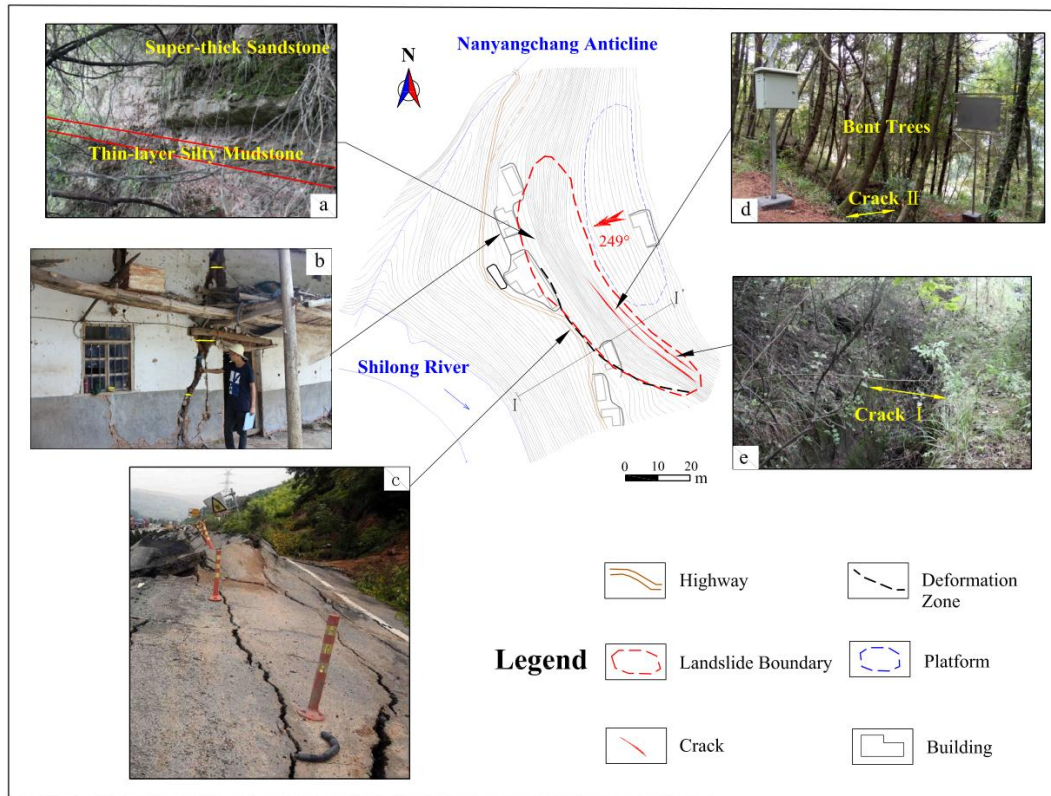 Super-thick Sandstone
Thin-layer Silty Mudstone
a
b
c
Nanyangchang Anticline
N
249°
I'
I
Shilong River
0 10 20
m
Bent Trees
Crack II
d
Crack I
e
Legend
Highway
Deformation
Zone
Landslide Boundary
Platform
Crack
Building